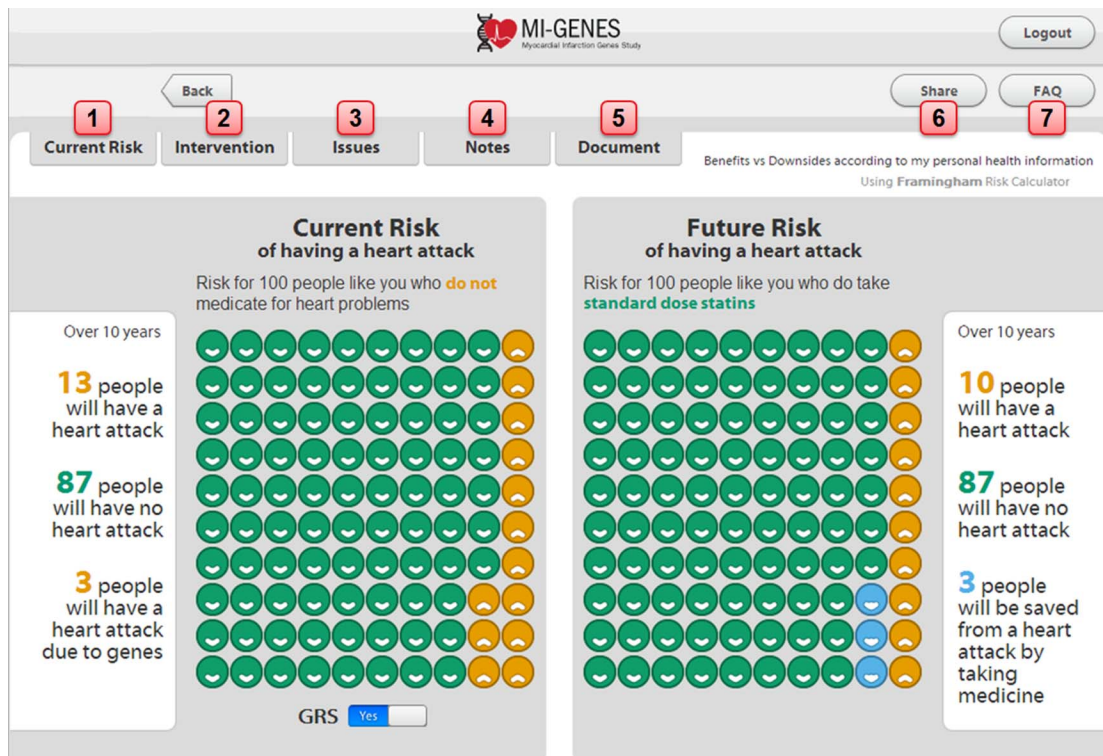 MI-GENES
Myocardial Infarction Genes Study
Logout
Back
Share
FAQ
1
2
3
4
5
6
7
Current Risk
Intervention
Issues
Notes
Document
Benefits vs Downsides according to my personal health information
Using Framingham Risk Calculator
Current Risk
of having a heart attack
Risk for 100 people like you who do not
medicate for heart problems
Over 10 years
13 people
will have a
heart attack
87 people
will have no
heart attack
3 people
will have a
heart attack
due to genes
GRS Yes
Future Risk
of having a heart attack
Risk for 100 people like you who do take
standard dose statins
Over 10 years
10 people
will have a
heart attack
87 people
will have no
heart attack
3 people
will be saved
from a heart
attack by
taking
medicine